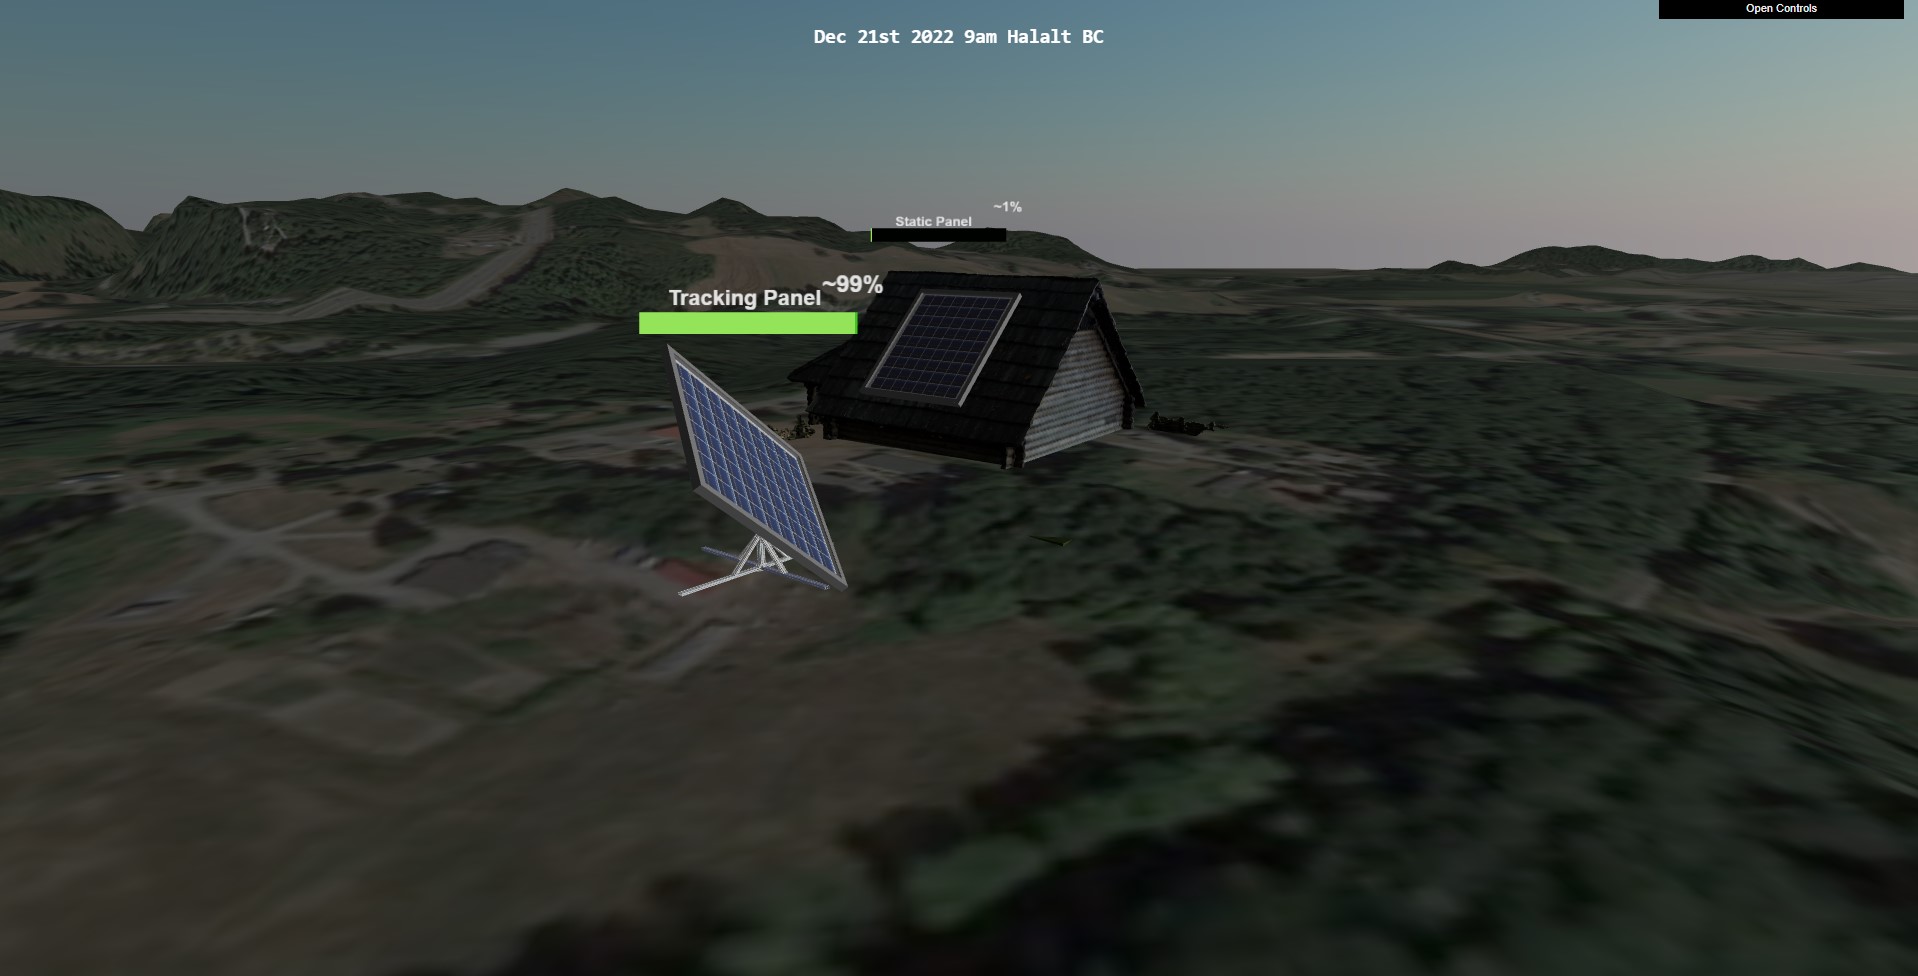 Open Controls
Dec 21st 2022 9am Halalt BC
~1%
Static Panel
~99%
Tracking Panel